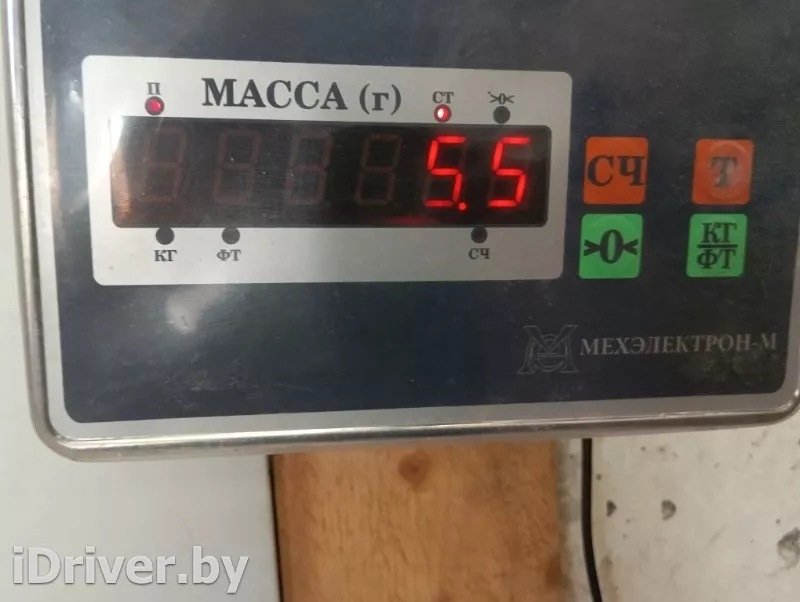 П МАССА (г) СТ >0<
5.5
КГ ФТ СЧ
СЧ Т
>0< КГ
ФТ
МЕХЭЛЕКТРОН-М
iDriver.by